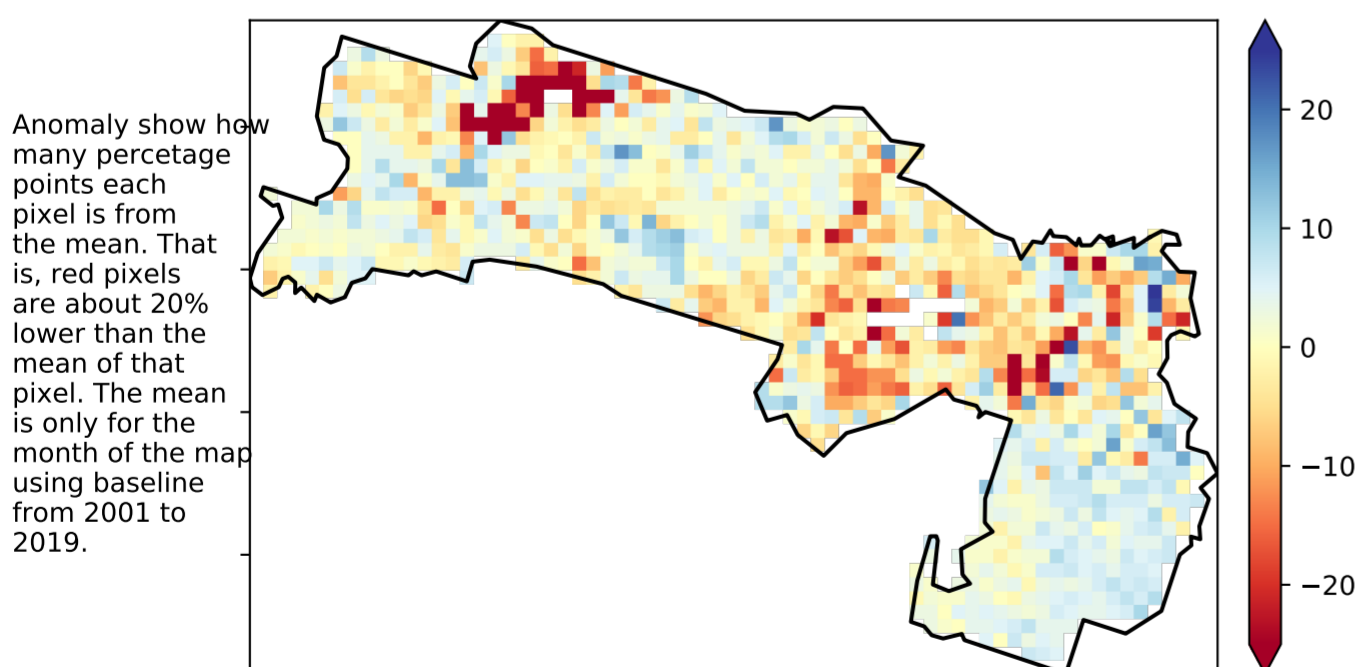 Anomaly show how
many percetage
points each
pixel is from
the mean. That
is, red pixels
are about 20%
lower than the
mean of that
pixel. The mean
is only for the
month of the map
using baseline
from 2001 to
2019.
20
10
0
−10
−20